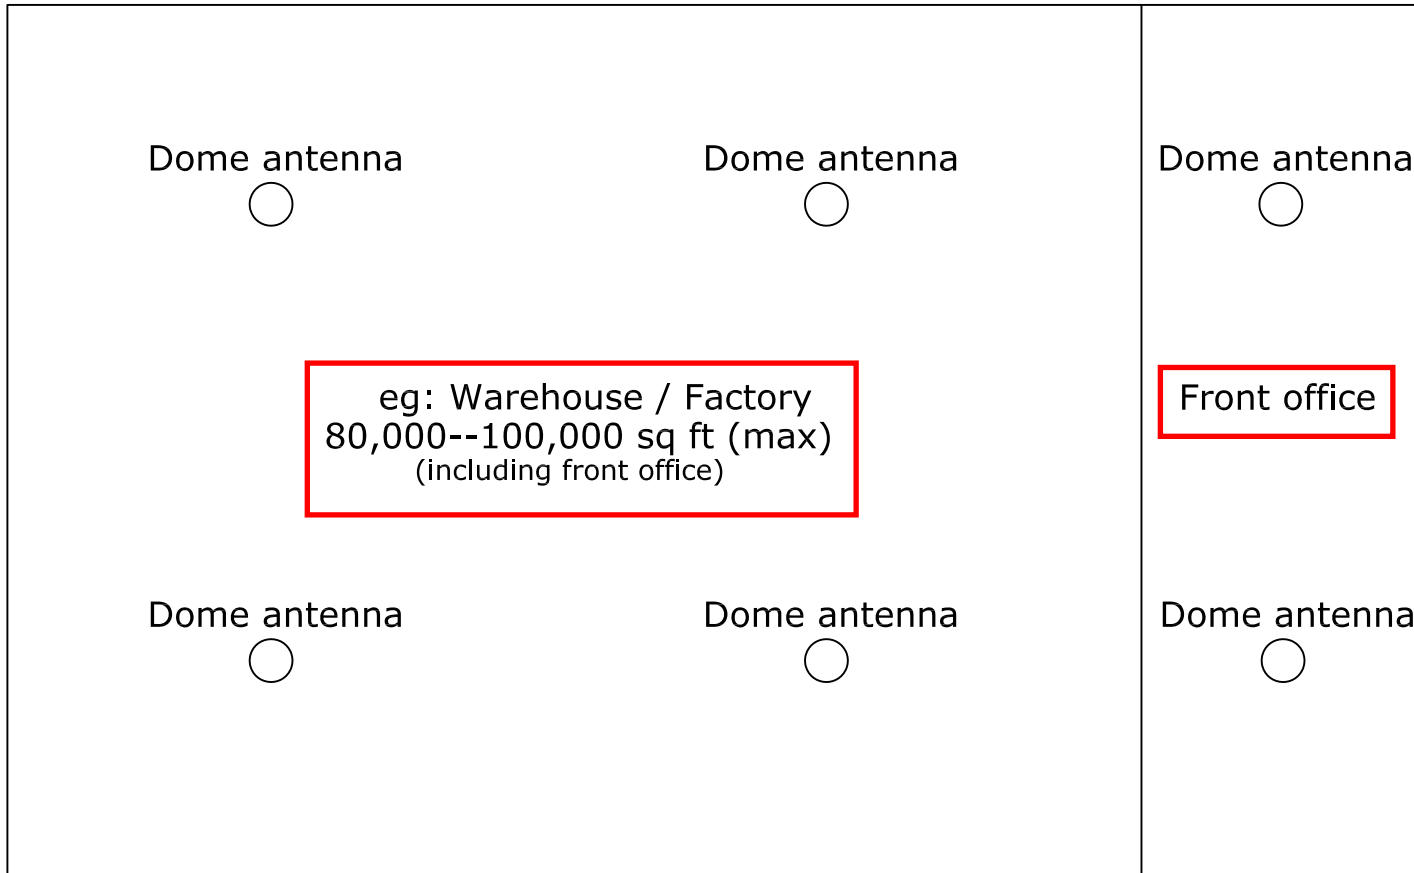 Dome antenna
Dome antenna
Dome antenna
eg: Warehouse / Factory
80,000--100,000 sq ft (max)
(including front office)
Front office
Dome antenna
Dome antenna
Dome antenna